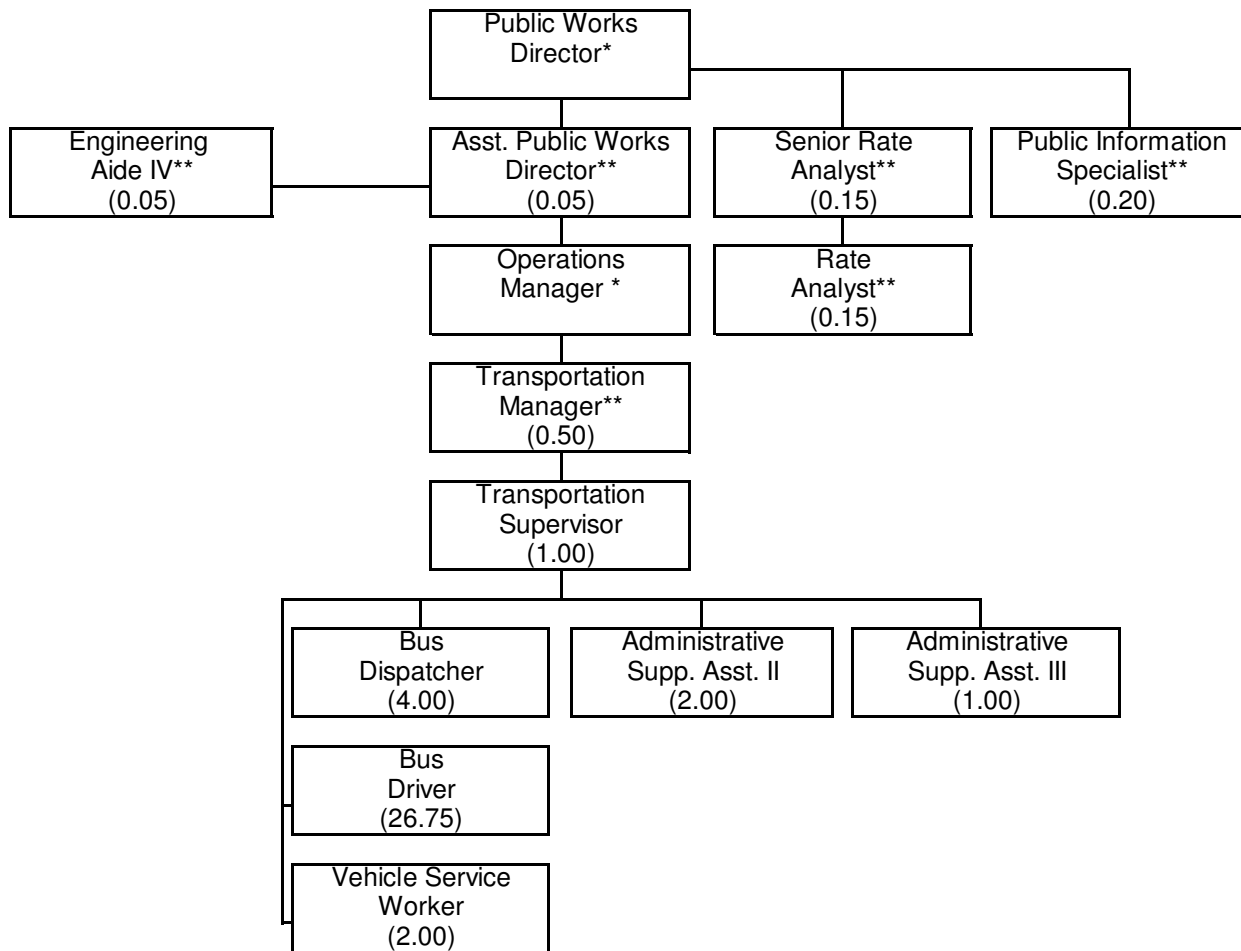 Public Works
Director*
Engineering
Aide IV**
(0.05)
Asst. Public Works
Director**
(0.05)
Senior Rate
Analyst**
(0.15)
Public Information
Specialist**
(0.20)
Operations
Manager *
Rate
Analyst**
(0.15)
Transportation
Manager**
(0.50)
Transportation
Supervisor
(1.00)
Bus
Dispatcher
(4.00)
Administrative
Supp. Asst. II
(2.00)
Administrative
Supp. Asst. III
(1.00)
Bus
Driver
(26.75)
Vehicle Service
Worker
(2.00)